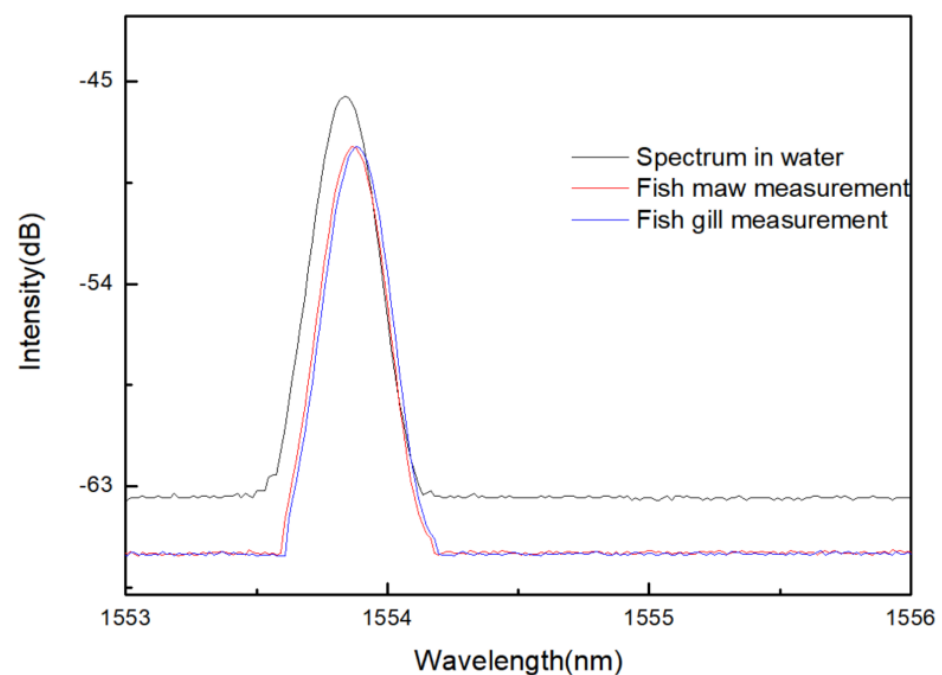 -45
-54
-63
Intensity(dB)
Spectrum in water
Fish maw measurement
Fish gill measurement
1553
1554
1555
1556
Wavelength(nm)